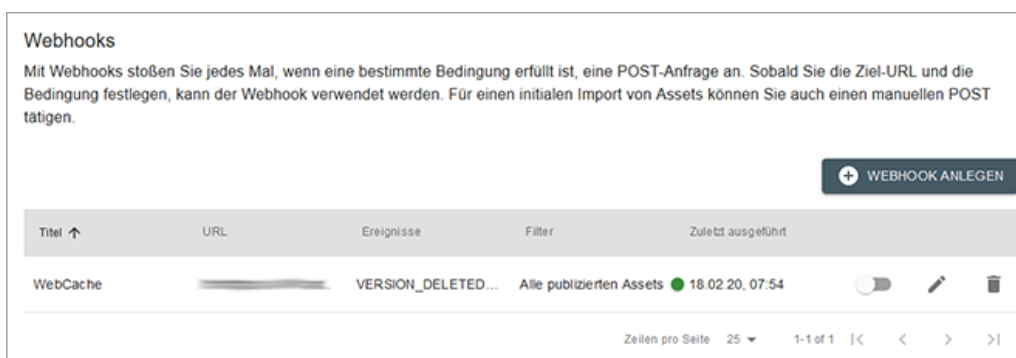 Webhooks
Mit Webhooks stoßen Sie jedes Mal, wenn eine bestimmte Bedingung erfüllt ist, eine POST-Anfrage an. Sobald Sie die Ziel-URL und die
Bedingung festlegen, kann der Webhook verwendet werden. Für einen initialen Import von Assets können Sie auch einen manuellen POST
tätigen.
WEBHOOK ANLEGEN
Titel URL Ereignisse Filter Zuletzt ausgeführt
WebCache VERSION_DELETED... Alle publizierten Assets 18.02.20, 07:54
Zeilen pro Seite 25 1-1 of 1